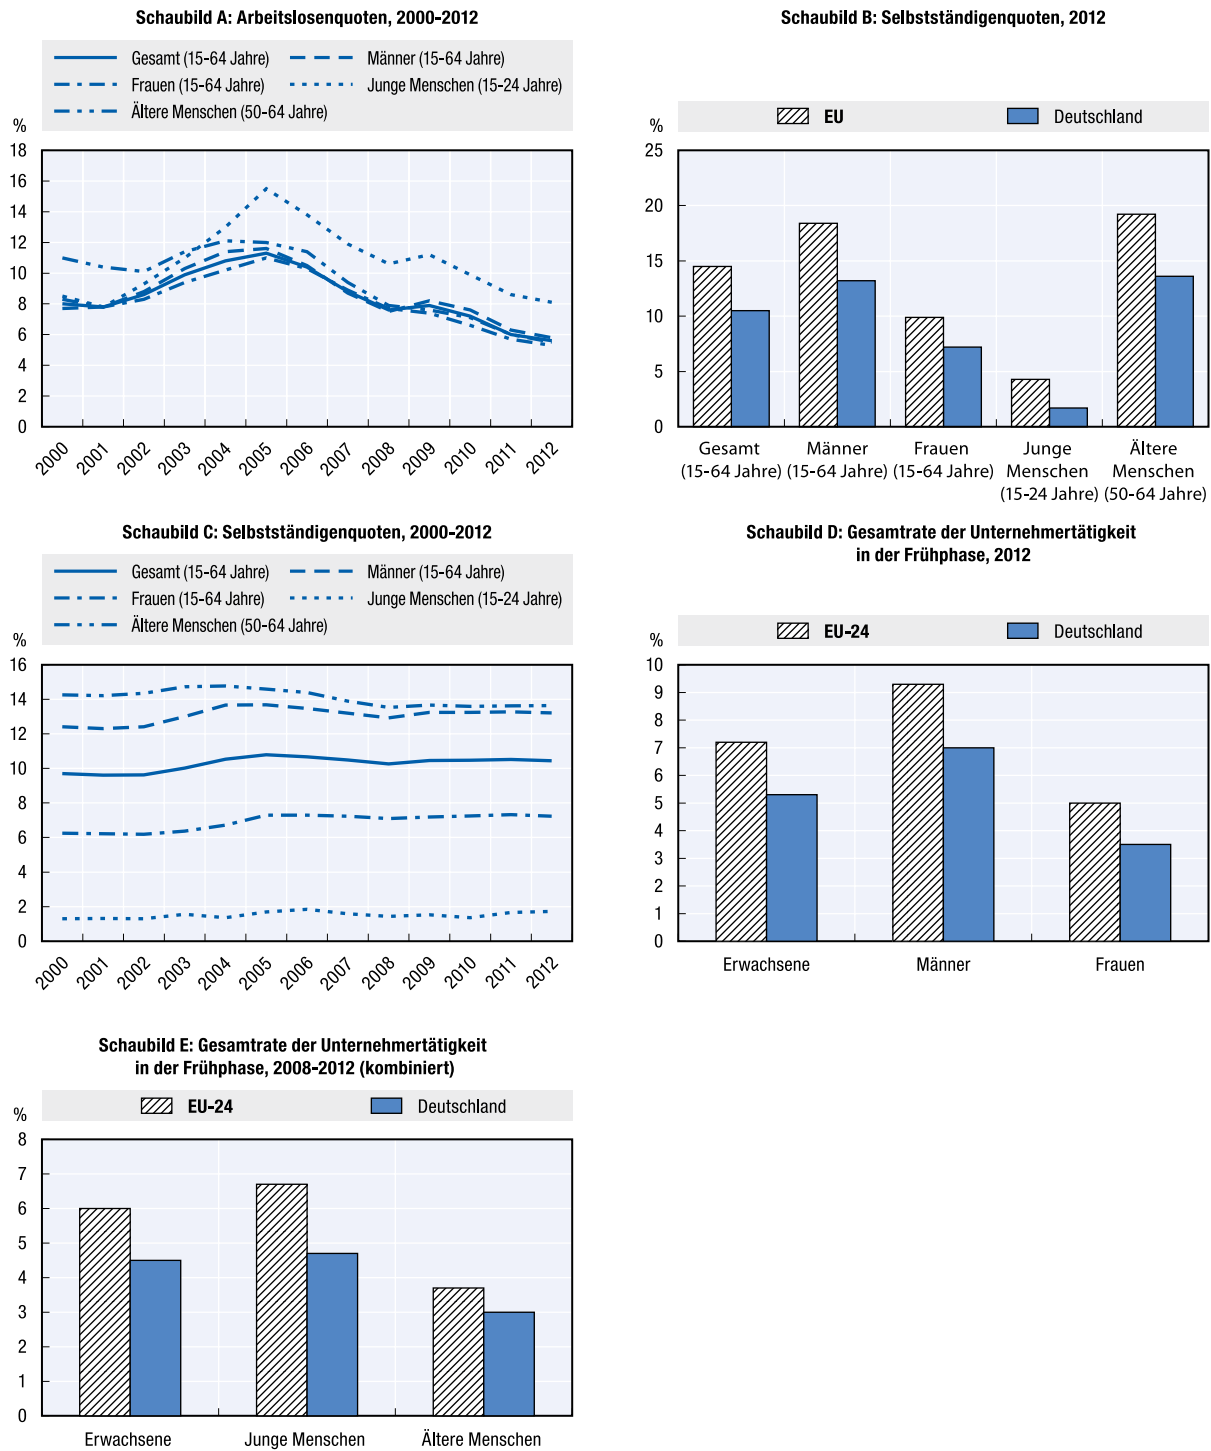 Schaubild A: Arbeitslosenquoten, 2000-2012
Gesamt (15-64 Jahre)
Männer (15-64 Jahre)
Frauen (15-64 Jahre)
Junge Menschen (15-24 Jahre)
Ältere Menschen (50-64 Jahre)
%
18
16
14
12
10
8
6
4
2
0
2000 2001 2002 2003 2004 2005 2006 2007 2008 2009 2010 2011 2012
Schaubild B: Selbstständigenquoten, 2012
EU
Deutschland
%
25
20
15
10
5
0
Gesamt (15-64 Jahre)
Männer (15-64 Jahre)
Frauen (15-64 Jahre)
Junge Menschen (15-24 Jahre)
Ältere Menschen (50-64 Jahre)
Schaubild C: Selbstständigenquoten, 2000-2012
Gesamt (15-64 Jahre)
Männer (15-64 Jahre)
Frauen (15-64 Jahre)
Junge Menschen (15-24 Jahre)
Ältere Menschen (50-64 Jahre)
%
16
14
12
10
8
6
4
2
0
2000 2001 2002 2003 2004 2005 2006 2007 2008 2009 2010 2011 2012
Schaubild D: Gesamtrate der Unternehmertätigkeit
in der Frühphase, 2012
EU-24
Deutschland
%
10
9
8
7
6
5
4
3
2
1
0
Erwachsene
Männer
Frauen
Schaubild E: Gesamtrate der Unternehmertätigkeit
in der Frühphase, 2008-2012 (kombiniert)
EU-24
Deutschland
%
8
7
6
5
4
3
2
1
0
Erwachsene
Junge Menschen
Ältere Menschen